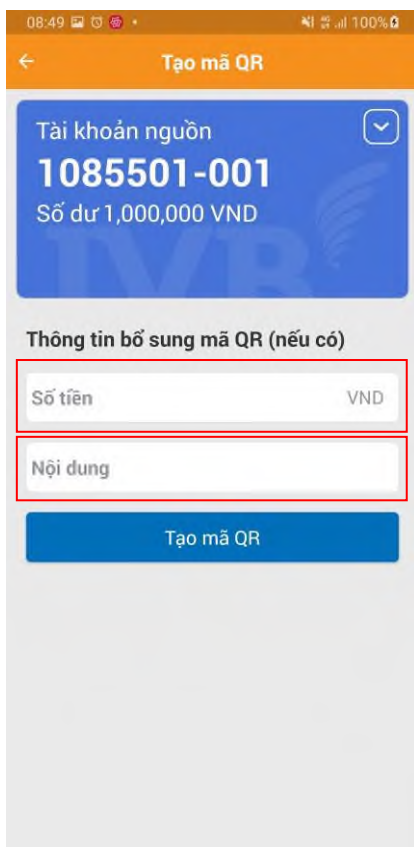 08:49 100%
Tạo mã QR
Tài khoản nguồn
1085501-001
Số dư 1,000,000 VND
IVB
Thông tin bổ sung mã QR (nếu có)
Số tiền VND
Nội dung
Tạo mã QR